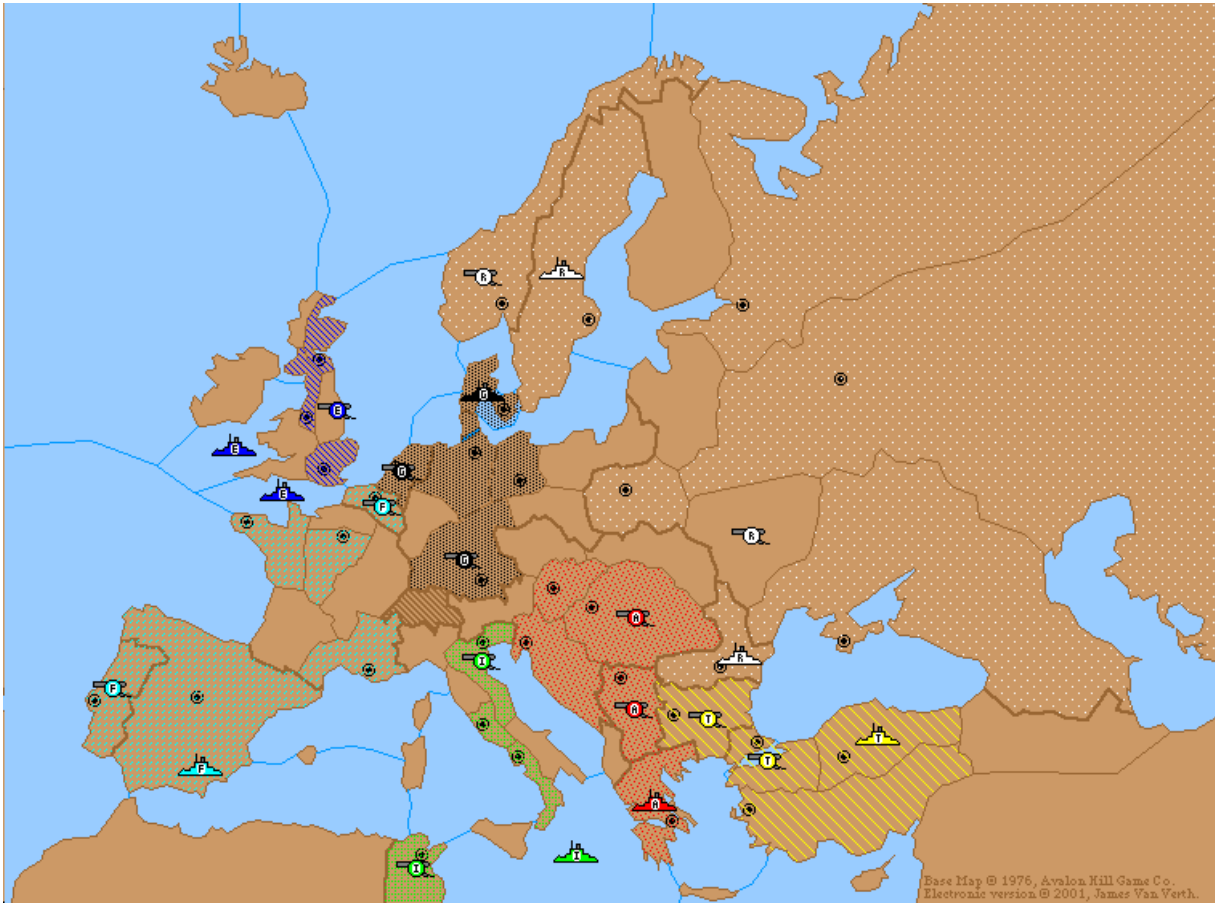 R
R
G
E
E
G
E
F
R
G
A
R
I
F
A
T
T
T
F
A
I
I
Base Map © 1976, Avalon Hill Game Co.
Electronic version © 2001, James Van Verth.